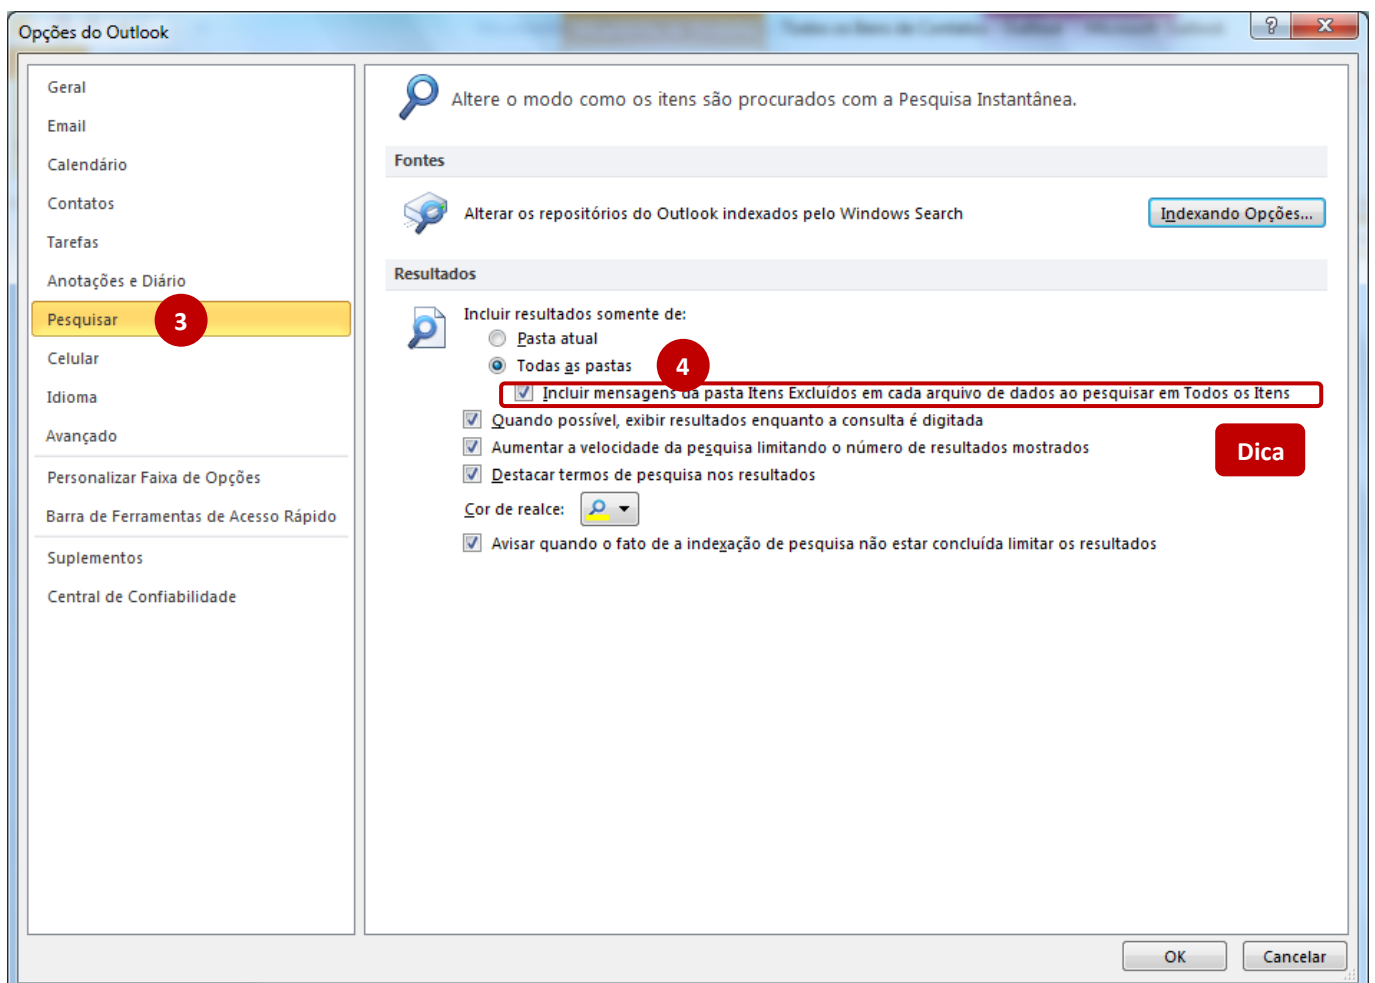 Opções do Outlook
?
X
Geral
Email
Calendário
Contatos
Tarefas
Anotações e Diário
Pesquisar
3
Celular
Idioma
Avançado
Personalizar Faixa de Opções
Barra de Ferramentas de Acesso Rápido
Suplementos
Central de Confiabilidade
Altere o modo como os itens são procurados com a Pesquisa Instantânea.
Fontes
Alterar os repositórios do Outlook indexados pelo Windows Search
Indexando Opções...
Resultados
Incluir resultados somente de:
Pasta atual
Todas as pastas
4
Incluir mensagens da pasta Itens Excluídos em cada arquivo de dados ao pesquisar em Todos os Itens
Quando possível, exibir resultados enquanto a consulta é digitada
Aumentar a velocidade da pesquisa limitando o número de resultados mostrados
Dica
Destacar termos de pesquisa nos resultados
Cor de realce:
Avisar quando o fato de a indexação de pesquisa não estar concluída limitar os resultados
OK
Cancelar